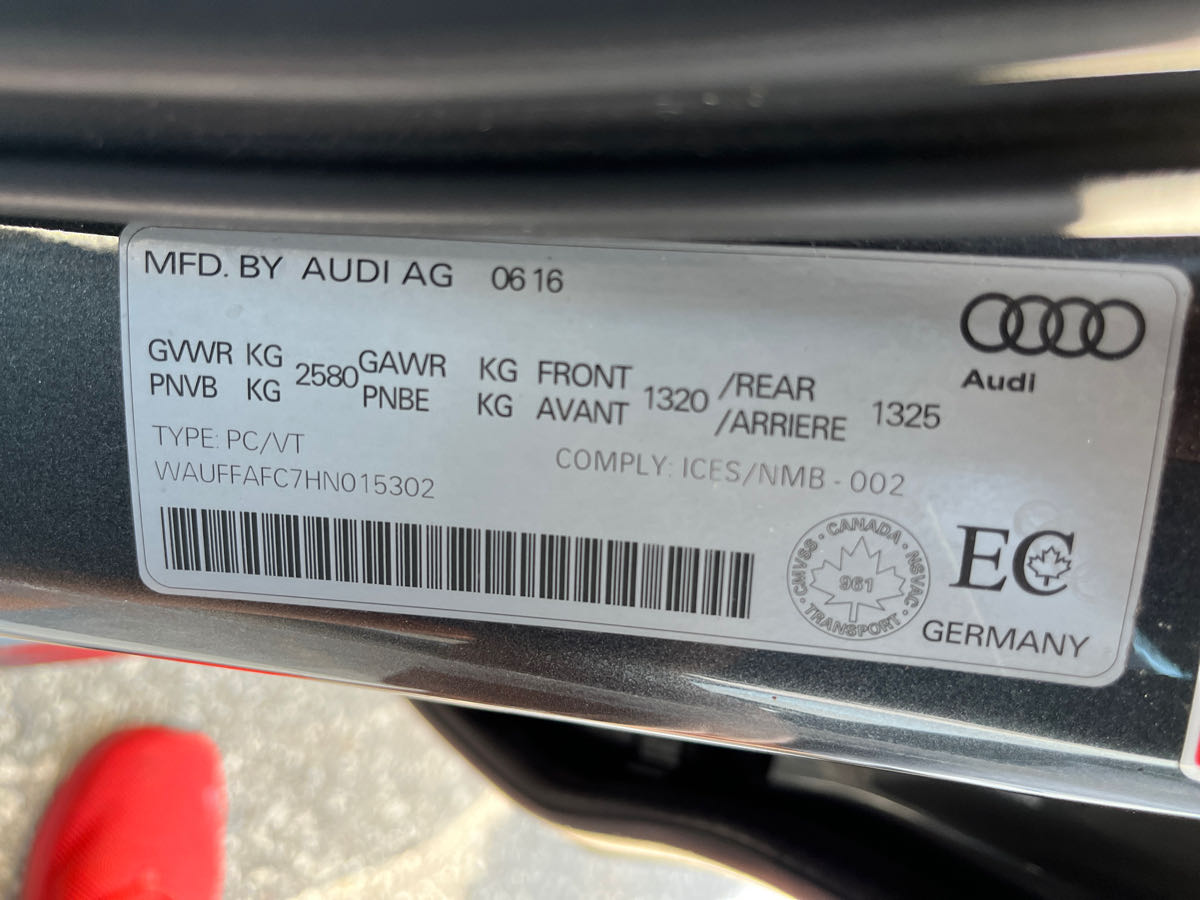 MFD. BY AUDI AG 06 16
Audi
GVWR KG 2580 GAWR KG FRONT 1320 /REAR 1325
PNVB KG PNBE KG AVANT /ARRIERE
TYPE: PC/VT
COMPLY: ICES/NMB - 002
WAUFFAFC7HN015302
· CANADA · NSVAC · TRANSPORT · CMVSS
961
EC
GERMANY